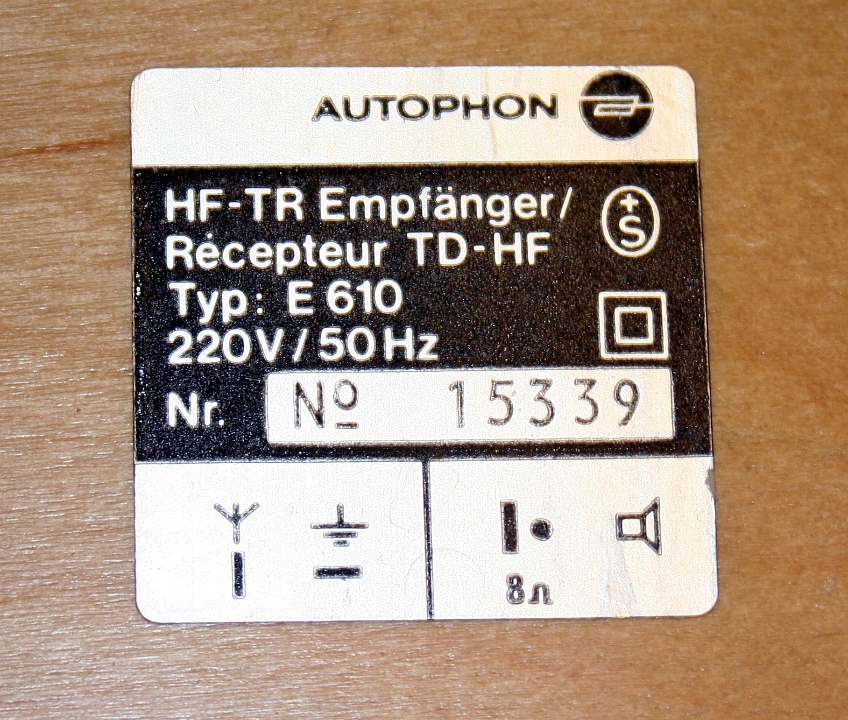 AUTOPHON
HF-TR Empfänger/
Récepteur TD-HF
Typ: E 610
220V/50Hz
+S
Nr. Nº 15339
8Ω